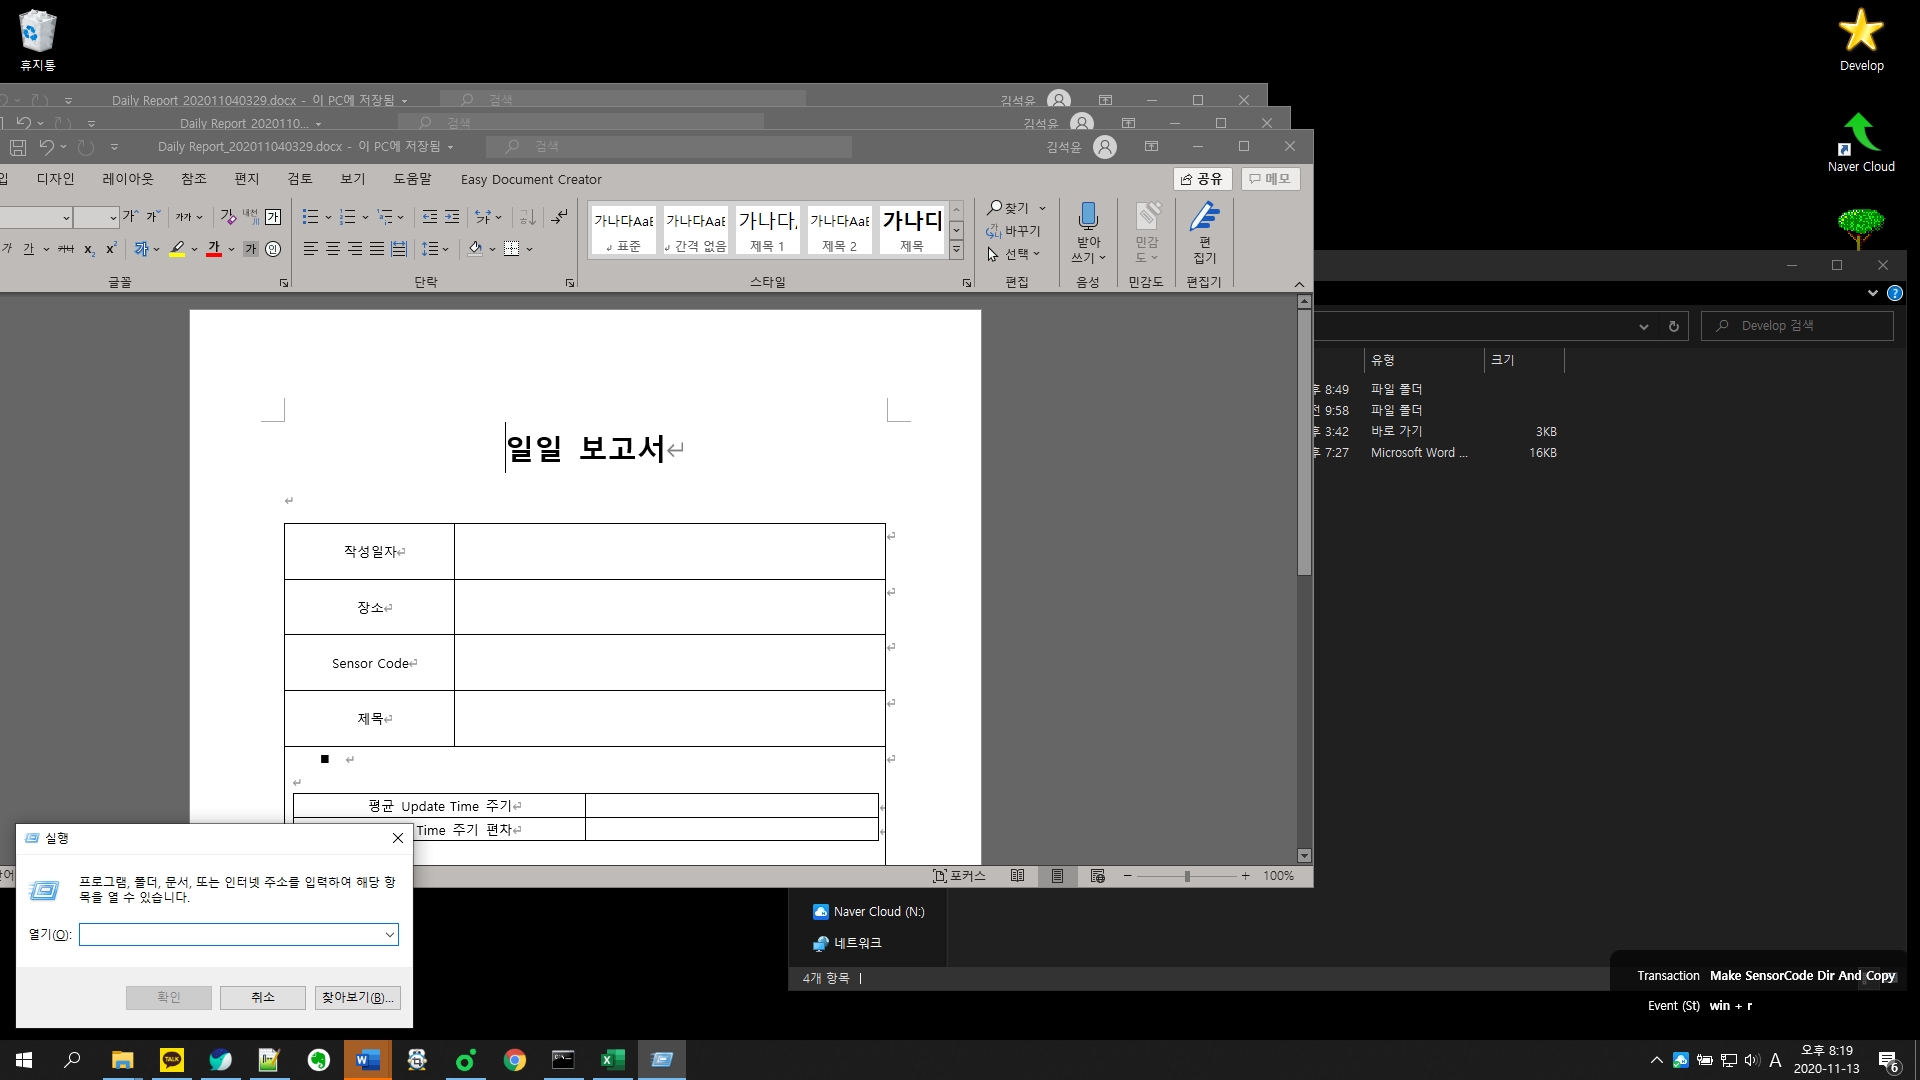 휴지통
Develop
Naver Cloud
Daily Report 202011040329.docx - 이 PC에 저장됨
검색
김석윤
Daily Report 2020110...
검색
김석윤
Daily Report_202011040329.docx - 이 PC에 저장됨
검색
김석윤
입 디자인 레이아웃 참조 편지 검토 보기 도움말 Easy Document Creator
공유 메모
글꼴
단락
가나다AaB
표준
가나다AaB
간격 없음
가나다
제목 1
가나다AaB
제목 2
가나다
제목
스타일
찾기
바꾸기
선택
편집
받아
쓰기
음성
민감
도
민감도
편
집기
편집기
일일 보고서
작성일자
장소
Sensor Code
제목
평균 Update Time 주기
Time 주기 편차
포커스
100%
Develop 검색
유형 크기
8:49 파일 폴더
9:58 파일 폴더
3:42 바로 가기 3KB
7:27 Microsoft Word ... 16KB
Naver Cloud (N:)
네트워크
4개 항목
실행
프로그램, 폴더, 문서, 또는 인터넷 주소를 입력하여 해당 항
목을 열 수 있습니다.
열기(O):
확인 취소 찾아보기(B)...
Transaction Make SensorCode Dir And Copy
Event (St) win + r
TALK
A
오후 8:19
2020-11-13
6